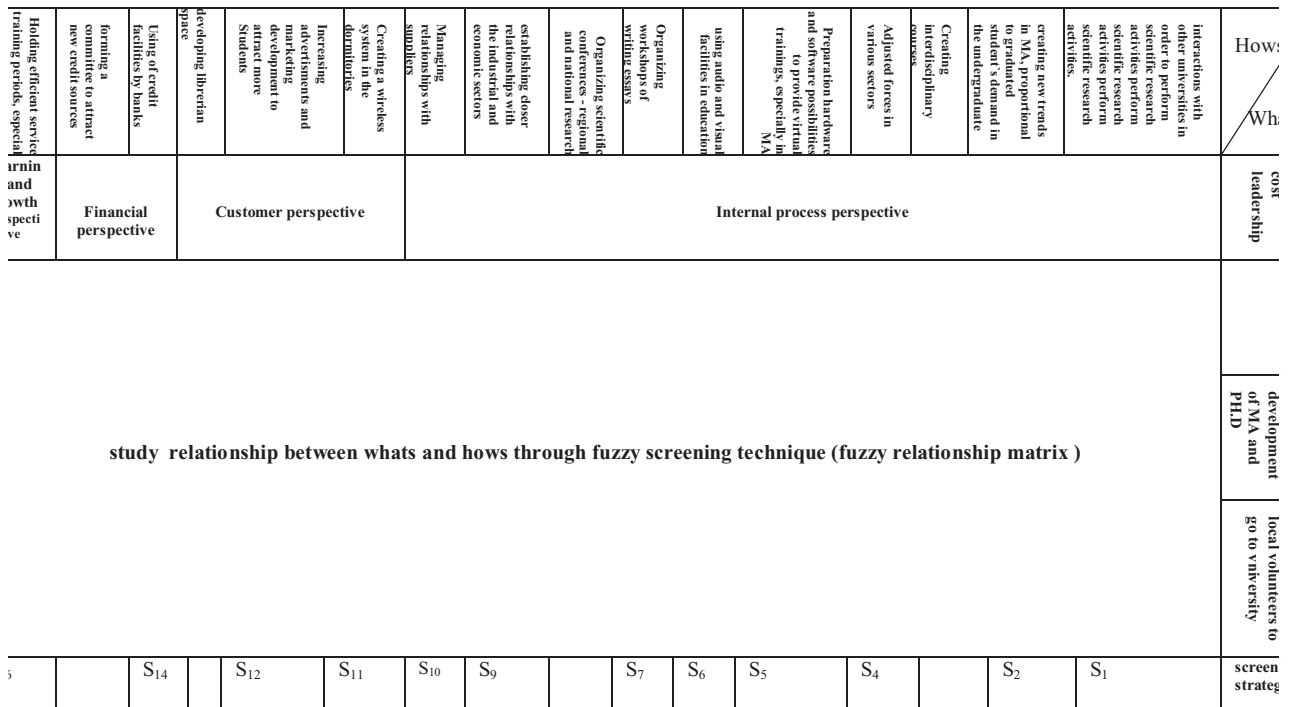 Holding efficient service
training periods, especial
forming a
committee to attract
new credit sources
Using of credit
facilities by banks
developing librerian
space
Increasing
advertisments and
marketing
development to
attract more
Students
Creating a wireless
system in the
dormitories
Managing
relationships with
suppliers
establishing closer
relationships with
the industrial and
economic sectors
Organizing scientific
conferences - regional
and national research
Organizing
workshops of
writing essays
using audio and visual
facilities in education
Preparation hardware
and software possibilities
to provide virtual
trainings, especially in
MA
Adjusted forces in
various sectors
Creating
interdisciplinary
courses
creating new trends
in MA, proportional
to graduated
student`s demand in
the undergraduate
interactions with
other universities in
order to perform
scientific research
activities perform
scientific research
activities perform
scientific research
activities.
Hows
Wha
arnin
and
owth
specti
ve
Financial
perspective
Customer perspective
Internal process perspective
cost
leadership
study relationship between whats and hows through fuzzy screening technique (fuzzy relationship matrix )
development
of MA and
PH.D
local volunteers to
go to vniversity
S14
S12
S11
S10
S9
S7
S6
S5
S4
S2
S1
screen
strateg